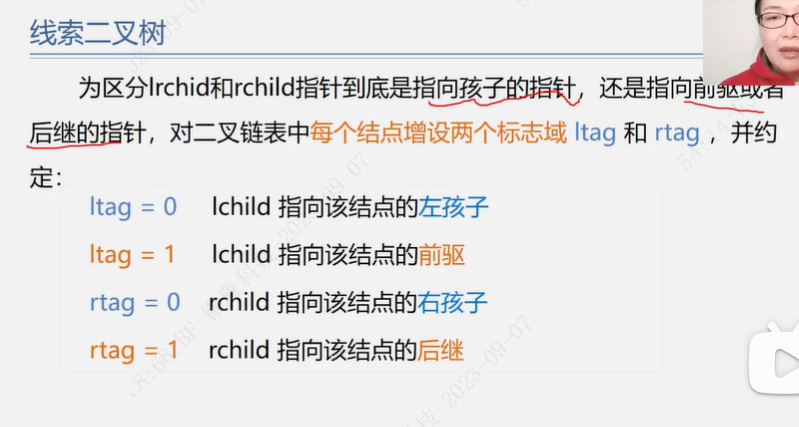 线索二叉树
为区分lrchid和rchild指针到底是指向孩子的指针，还是指向前驱或者
后继的指针，对二叉链表中每个结点增设两个标志域 ltag 和 rtag ，并约
定：
ltag = 0 lchild 指向该结点的左孩子
ltag = 1 lchild 指向该结点的前驱
rtag = 0 rchild 指向该结点的右孩子
rtag = 1 rchild 指向该结点的后继